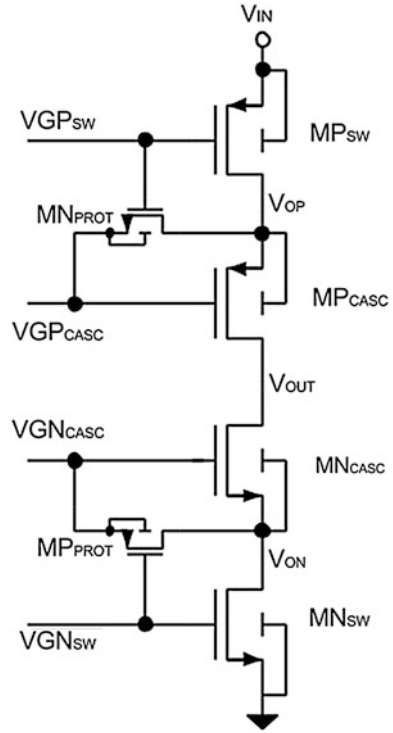 VIN
VGPSW
MPSW
MNPROT
VOP
VGPCASC
MPCASC
VOUT
VGNCASC
MNCASC
MPPROT
VON
VGNSW
MNSW